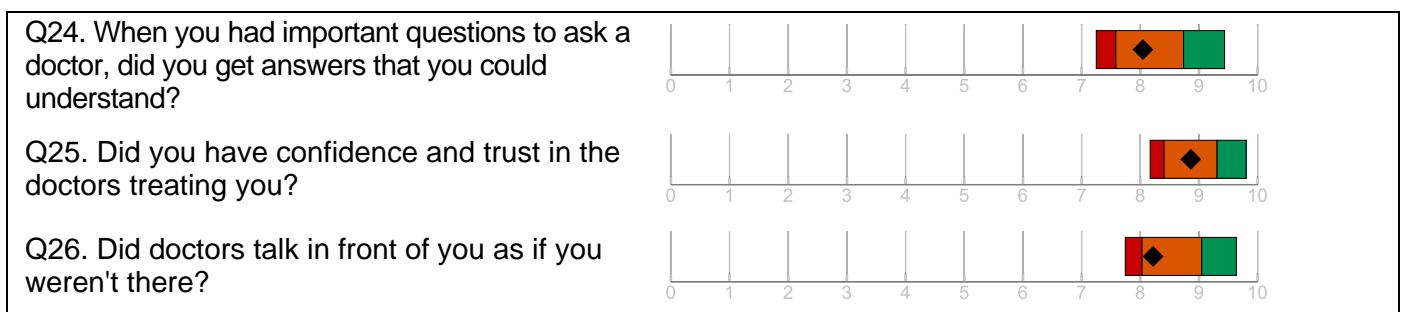 Q24. When you had important questions to ask a
doctor, did you get answers that you could
understand?
0 1 2 3 4 5 6 7 8 9 10
Q25. Did you have confidence and trust in the
doctors treating you?
0 1 2 3 4 5 6 7 8 9 10
Q26. Did doctors talk in front of you as if you
weren't there?
0 1 2 3 4 5 6 7 8 9 10